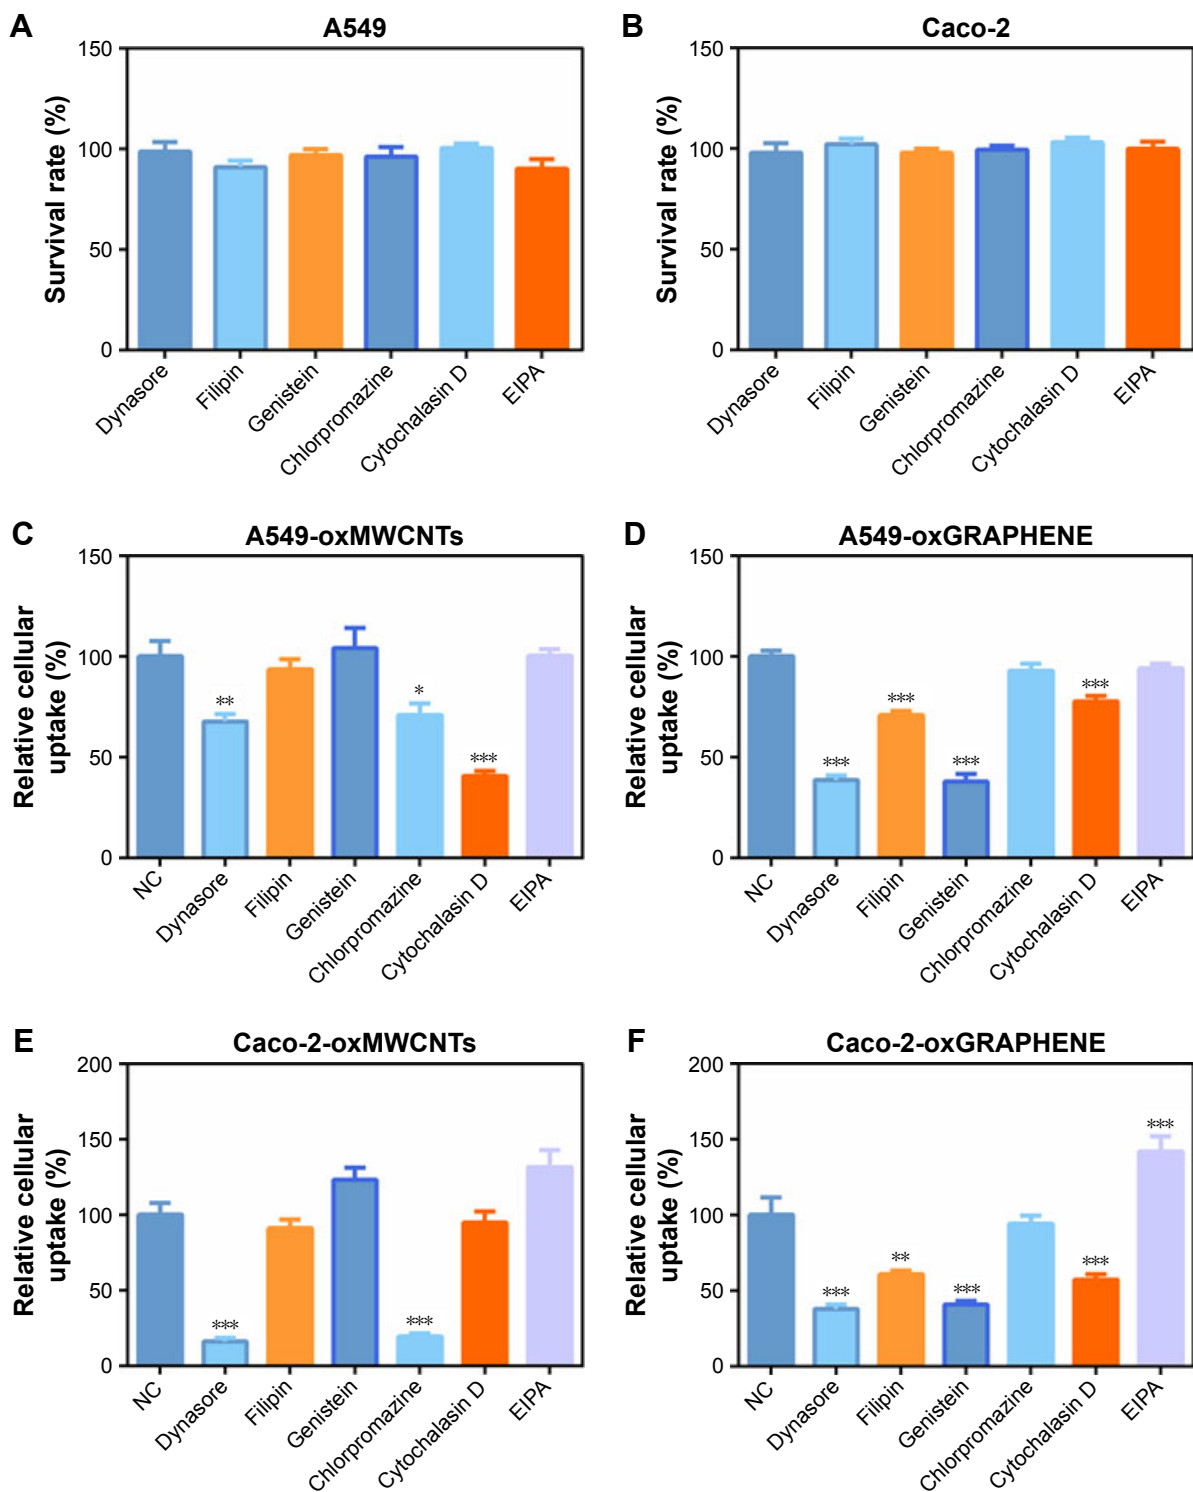 A
A549
Survival rate (%)
150
100
50
0
Dynasore
Filipin
Genistein
Chlorpromazine
Cytochalasin D
EIPA
B
Caco-2
Survival rate (%)
150
100
50
0
Dynasore
Filipin
Genistein
Chlorpromazine
Cytochalasin D
EIPA
C
A549-oxMWCNTs
Relative cellular
uptake (%)
150
100
50
0
**
*
***
NC
Dynasore
Filipin
Genistein
Chlorpromazine
Cytochalasin D
EIPA
D
A549-oxGRAPHENE
Relative cellular
uptake (%)
150
100
50
0
***
***
***
***
NC
Dynasore
Filipin
Genistein
Chlorpromazine
Cytochalasin D
EIPA
E
Caco-2-oxMWCNTs
Relative cellular
uptake (%)
200
150
100
50
0
***
***
NC
Dynasore
Filipin
Genistein
Chlorpromazine
Cytochalasin D
EIPA
F
Caco-2-oxGRAPHENE
Relative cellular
uptake (%)
200
150
100
50
0
***
**
***
***
***
NC
Dynasore
Filipin
Genistein
Chlorpromazine
Cytochalasin D
EIPA